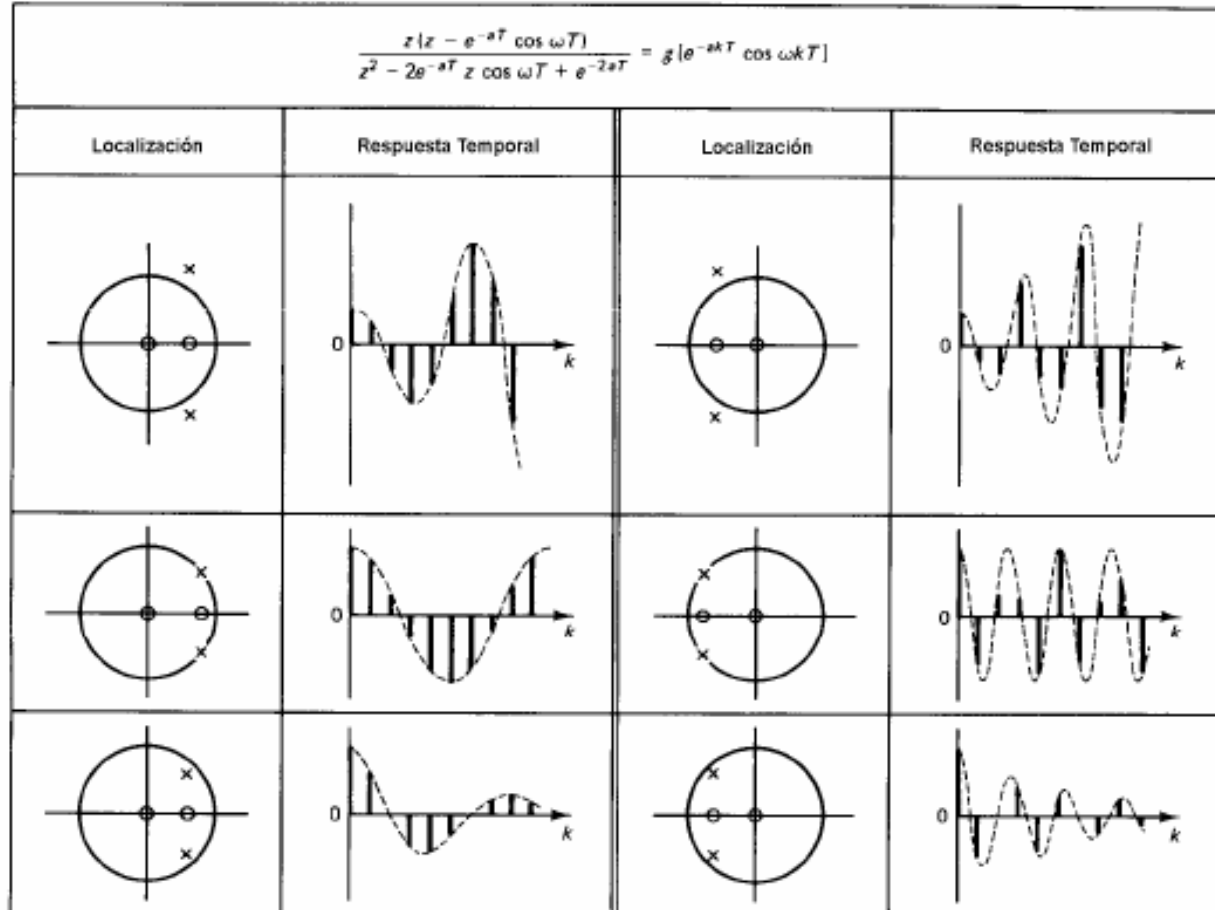 z(z − e^{−aT} cos ωT)
z² − 2e^{−aT} z cos ωT + e^{−2aT}
= 𝓏[e^{−akT} cos ωkT]
Localización
Respuesta Temporal
Localización
Respuesta Temporal
0
k
0
k
0
k
0
k
0
k
0
k